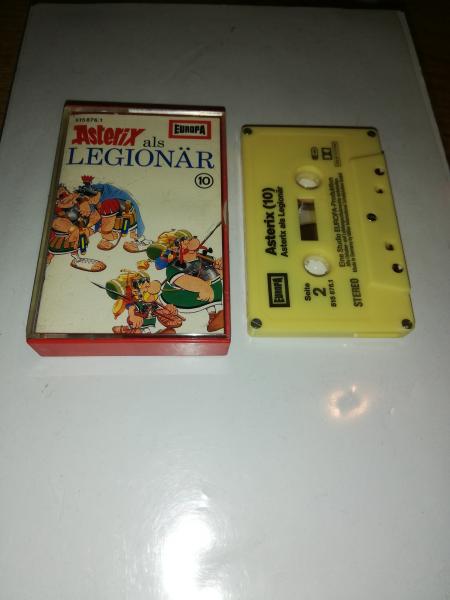 515 876.1
Asterix als
EUROPA
LEGIONÄR
10
Asterix (10)
Asterix als Legionär
EUROPA
Seite
2
515 876.1
STEREO
Eine Studio EUROPA-Produktion